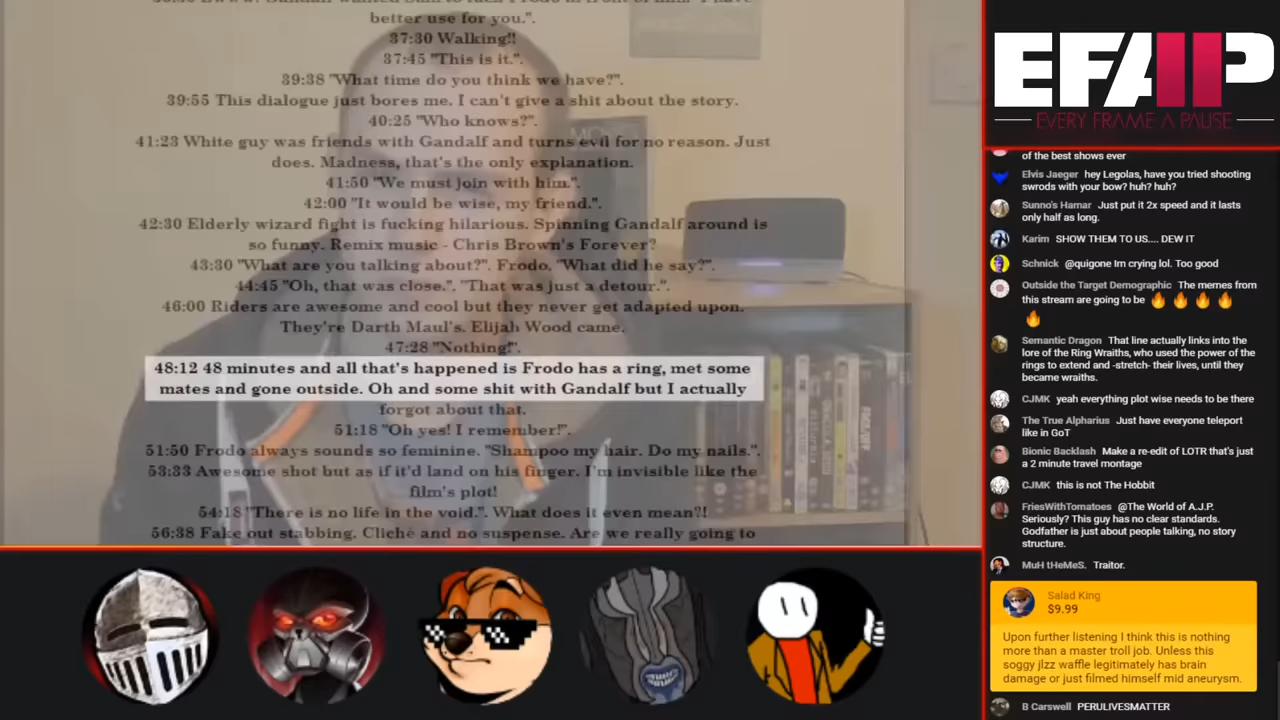 better use for you.".
37:30 Walking!!
37:45 "This is it.".
39:38 "What time do you think we have?".
39:55 This dialogue just bores me. I can't give a shit about the story.
40:25 "Who knows?".
41:23 White guy was friends with Gandalf and turns evil for no reason. Just
does. Madness, that's the only explanation.
41:50 "We must join with him.".
42:00 "It would be wise, my friend.".
42:30 Elderly wizard fight is fucking hilarious. Spinning Gandalf around is
so funny. Remix music - Chris Brown's Forever?
43:30 "What are you talking about?". Frodo, "What did he say?".
44:45 "Oh, that was close.". "That was just a detour.".
46:00 Riders are awesome and cool but they never get adapted upon.
They're Darth Maul's. Elijah Wood came.
47:28 "Nothing!".
48:12 48 minutes and all that's happened is Frodo has a ring, met some
mates and gone outside. Oh and some shit with Gandalf but I actually
forgot about that.
51:18 "Oh yes! I remember!".
51:50 Frodo always sounds so feminine. "Shampoo my hair. Do my nails.".
53:33 Awesome shot but as if it'd land on his finger. I'm invisible like the
film's plot!
54:18 "There is no life in the void.". What does it even mean?!
56:38 Fake out stabbing. Cliché and no suspense. Are we really going to
EFAP
EVERY FRAME A PAUSE
of the best shows ever
Elvis Jaeger hey Legolas, have you tried shooting
swrods with your bow? huh? huh?
Sunno's Hamar Just put it 2x speed and it lasts
only half as long.
Karim SHOW THEM TO US.... DEW IT
Schnick @quigone Im crying lol. Too good
Outside the Target Demographic The memes from
this stream are going to be 🔥 🔥 🔥 🔥
🔥
Semantic Dragon That line actually links into the
lore of the Ring Wraiths, who used the power of the
rings to extend and -stretch- their lives, until they
became wraiths.
CJMK yeah everything plot wise needs to be there
The True Alpharius Just have everyone teleport
like in GoT
Bionic Backlash Make a re-edit of LOTR that's just
a 2 minute travel montage
CJMK this is not The Hobbit
FriesWithTomatoes @The World of A.J.P.
Seriously? This guy has no clear standards.
Godfather is just about people talking, no story
structure.
MuH tHeMeS. Traitor.
Salad King
$9.99
Upon further listening I think this is nothing
more than a master troll job. Unless this
soggy jlzz waffle legitimately has brain
damage or just filmed himself mid aneurysm.
B Carswell PERULIVESMATTER